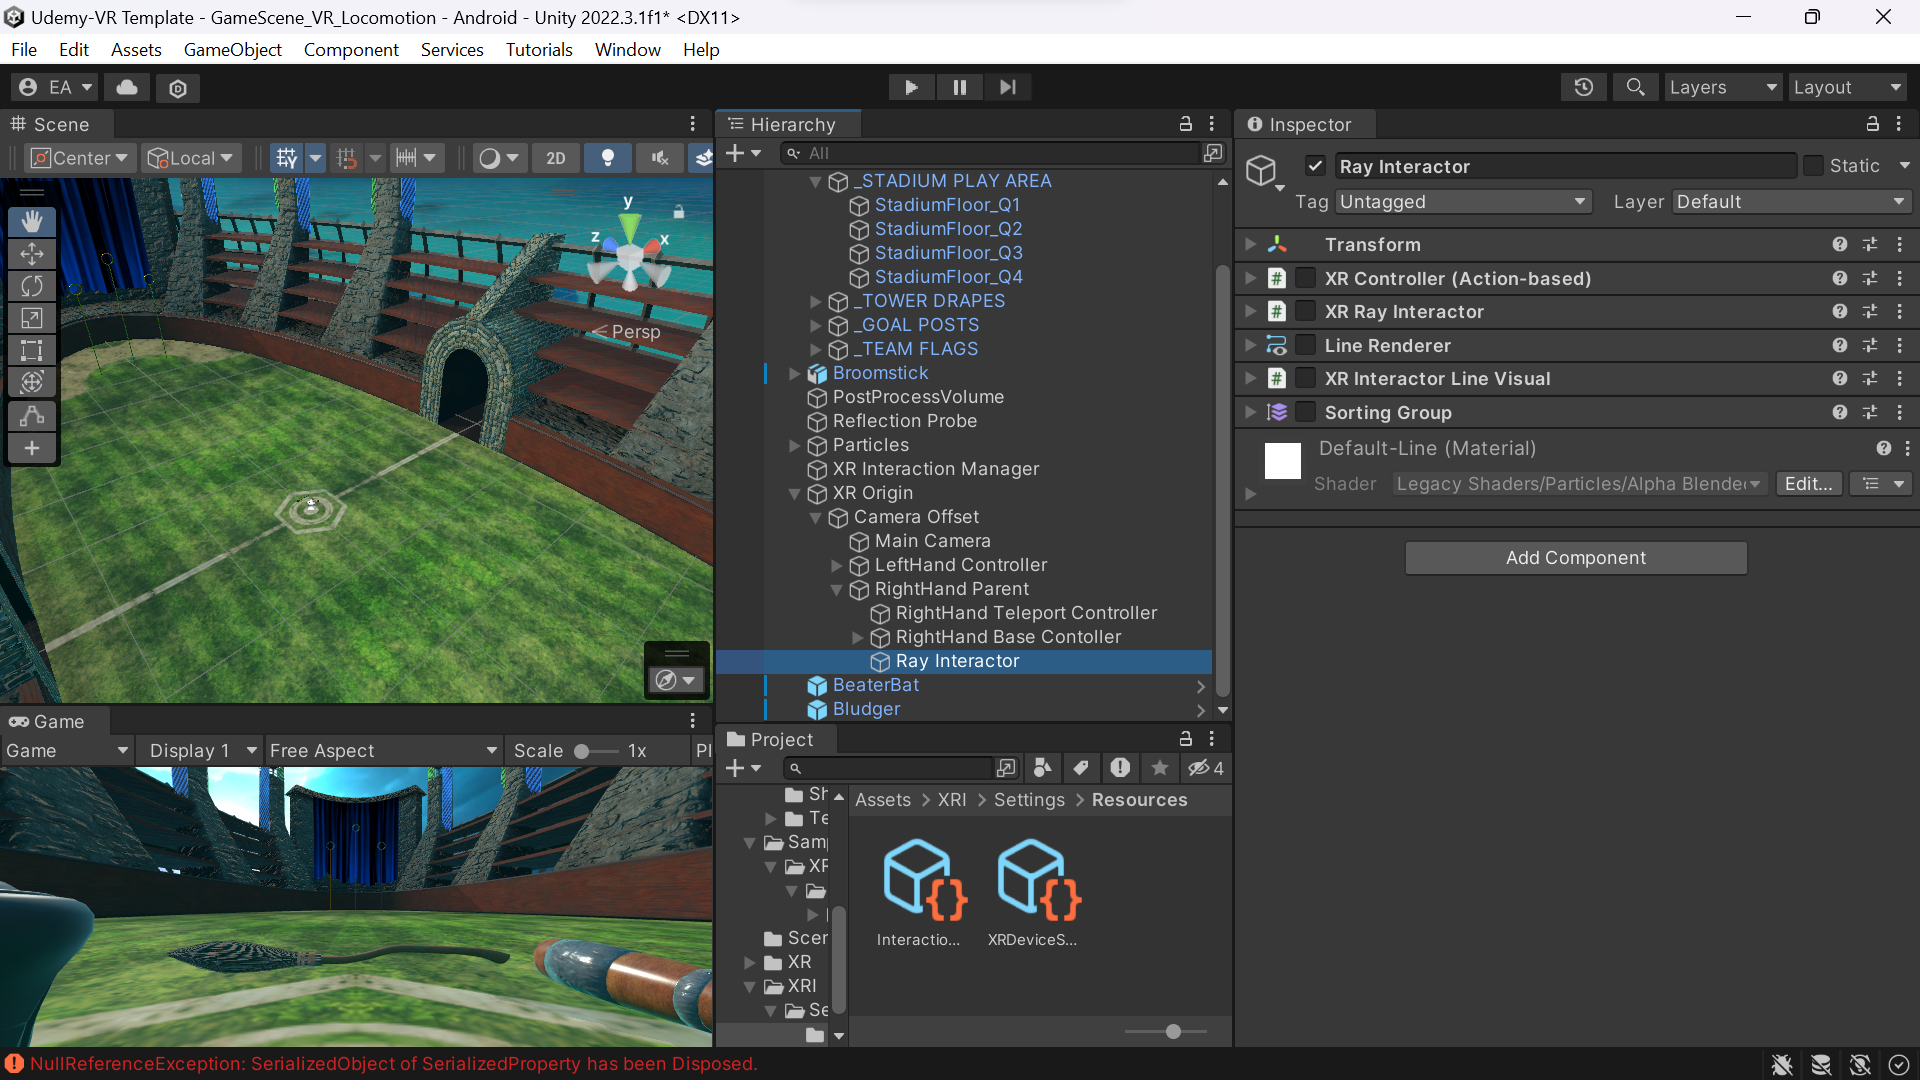 Udemy-VR Template - GameScene_VR_Locomotion - Android - Unity 2022.3.1f1* <DX11>
File Edit Assets GameObject Component Services Tutorials Window Help
EA Layers Layout
Scene
Center Local 2D
y
z x
Persp
Hierarchy
All
_STADIUM PLAY AREA
StadiumFloor_Q1
StadiumFloor_Q2
StadiumFloor_Q3
StadiumFloor_Q4
_TOWER DRAPES
_GOAL POSTS
_TEAM FLAGS
Broomstick
PostProcessVolume
Reflection Probe
Particles
XR Interaction Manager
XR Origin
Camera Offset
Main Camera
LeftHand Controller
RightHand Parent
RightHand Teleport Controller
RightHand Base Contoller
Ray Interactor
BeaterBat
Bludger
Inspector
Ray Interactor Static
Tag Untagged Layer Default
Transform
XR Controller (Action-based)
XR Ray Interactor
Line Renderer
XR Interactor Line Visual
Sorting Group
Default-Line (Material)
Shader Legacy Shaders/Particles/Alpha Blended Edit...
Add Component
Game
Game Display 1 Free Aspect Scale 1x Pl
Project
4
Sh
Te
Sam
XR
Scen
XR
XRI
Se
Assets > XRI > Settings > Resources
Interactio... XRDeviceS...
NullReferenceException: SerializedObject of SerializedProperty has been Disposed.